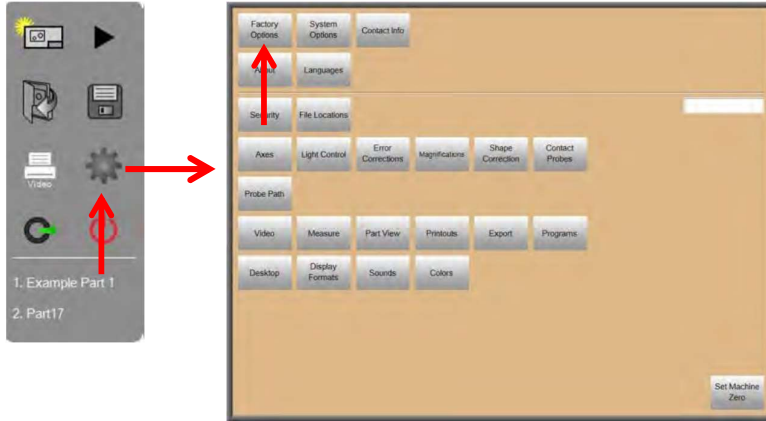 Video
1. Example Part 1
2. Part17
Factory Options
System Options
Contact Info
About
Languages
Security
File Locations
Axes
Light Control
Error Corrections
Magnifications
Shape Correction
Contact Probes
Probe Path
Video
Measure
Part View
Printouts
Export
Programs
Desktop
Display Formats
Sounds
Colors
Set Machine Zero